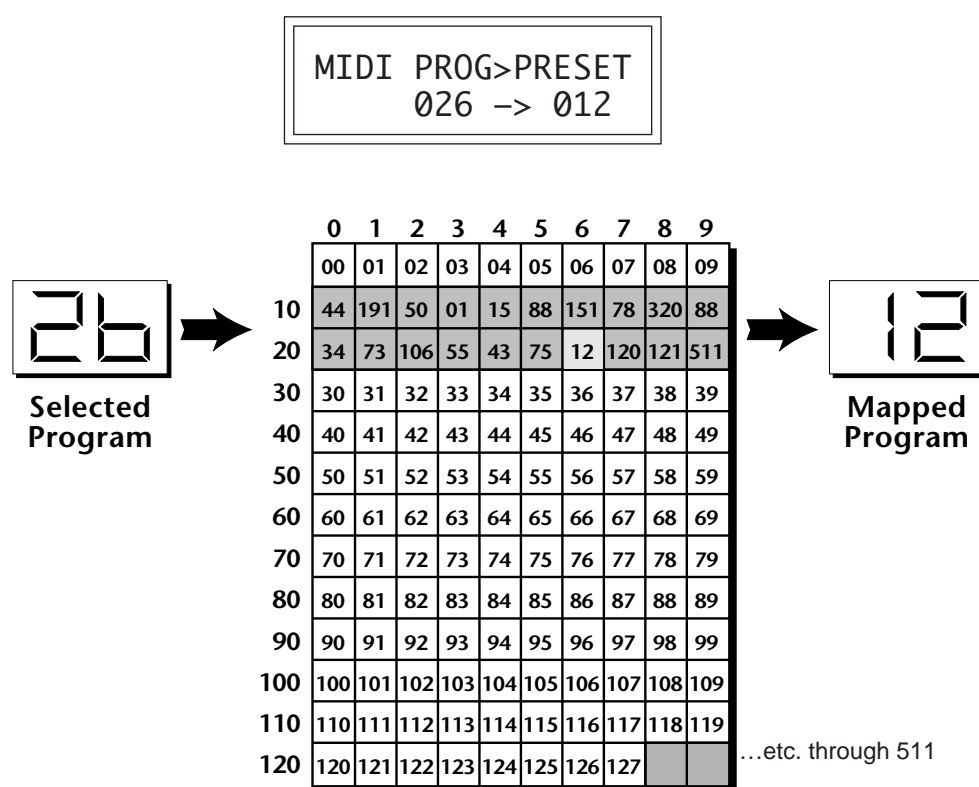 MIDI PROG>PRESET
026 –> 012
0 1 2 3 4 5 6 7 8 9
00 01 02 03 04 05 06 07 08 09
10 44 191 50 01 15 88 151 78 320 88
20 34 73 106 55 43 75 12 120 121 511
30 30 31 32 33 34 35 36 37 38 39
40 40 41 42 43 44 45 46 47 48 49
50 50 51 52 53 54 55 56 57 58 59
60 60 61 62 63 64 65 66 67 68 69
70 70 71 72 73 74 75 76 77 78 79
80 80 81 82 83 84 85 86 87 88 89
90 90 91 92 93 94 95 96 97 98 99
100 100 101 102 103 104 105 106 107 108 109
110 110 111 112 113 114 115 116 117 118 119
120 120 121 122 123 124 125 126 127
26
Selected
Program
12
Mapped
Program
…etc. through 511